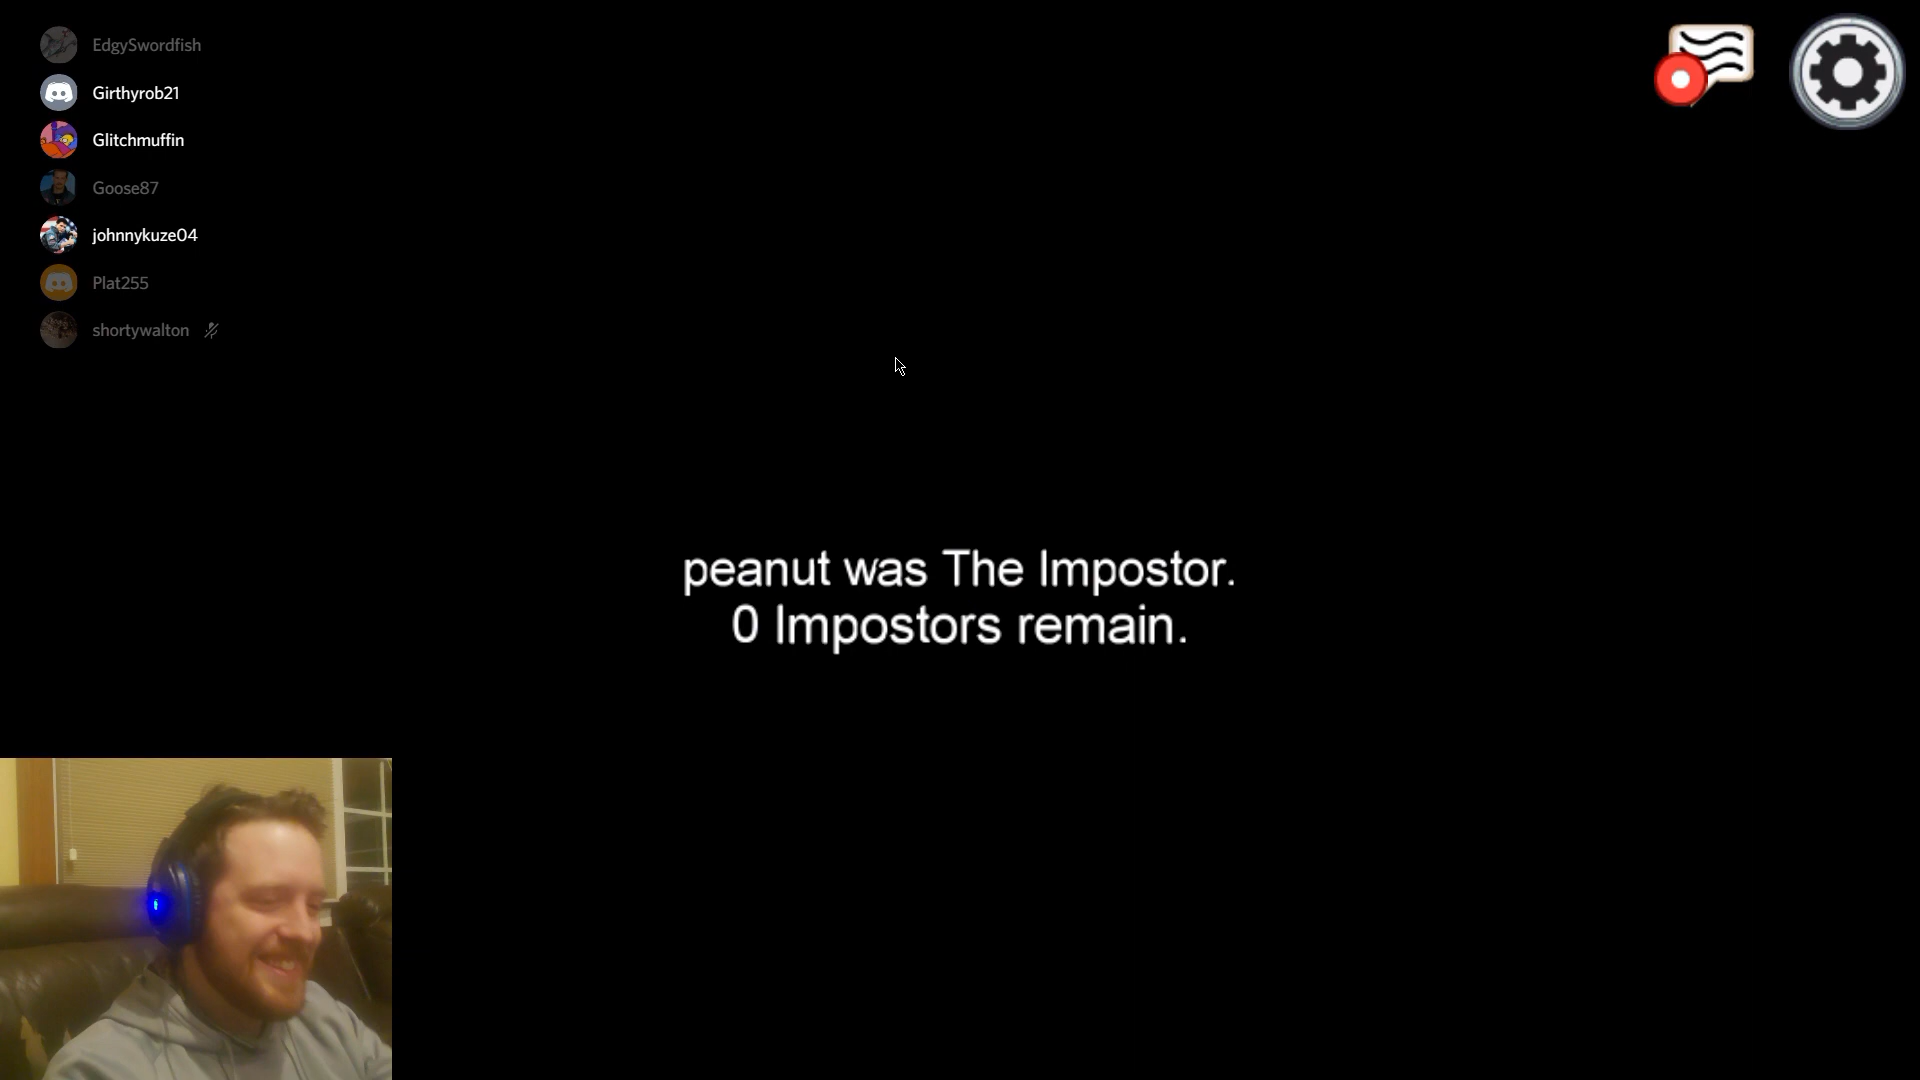 EdgySwordfish
Girthyrob21
Glitchmuffin
Goose87
johnnykuze04
Plat255
shortywalton
peanut was The Impostor.
0 Impostors remain.